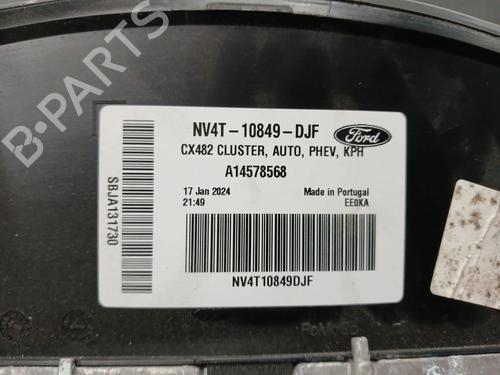 B-PARTS
NV4T-10849-DJF
Ford
CX482 CLUSTER, AUTO, PHEV, KPH
A14578568
17 Jan 2024 Made in Portugal
21:49 EE0KA
SBJA131730
NV4T10849DJF